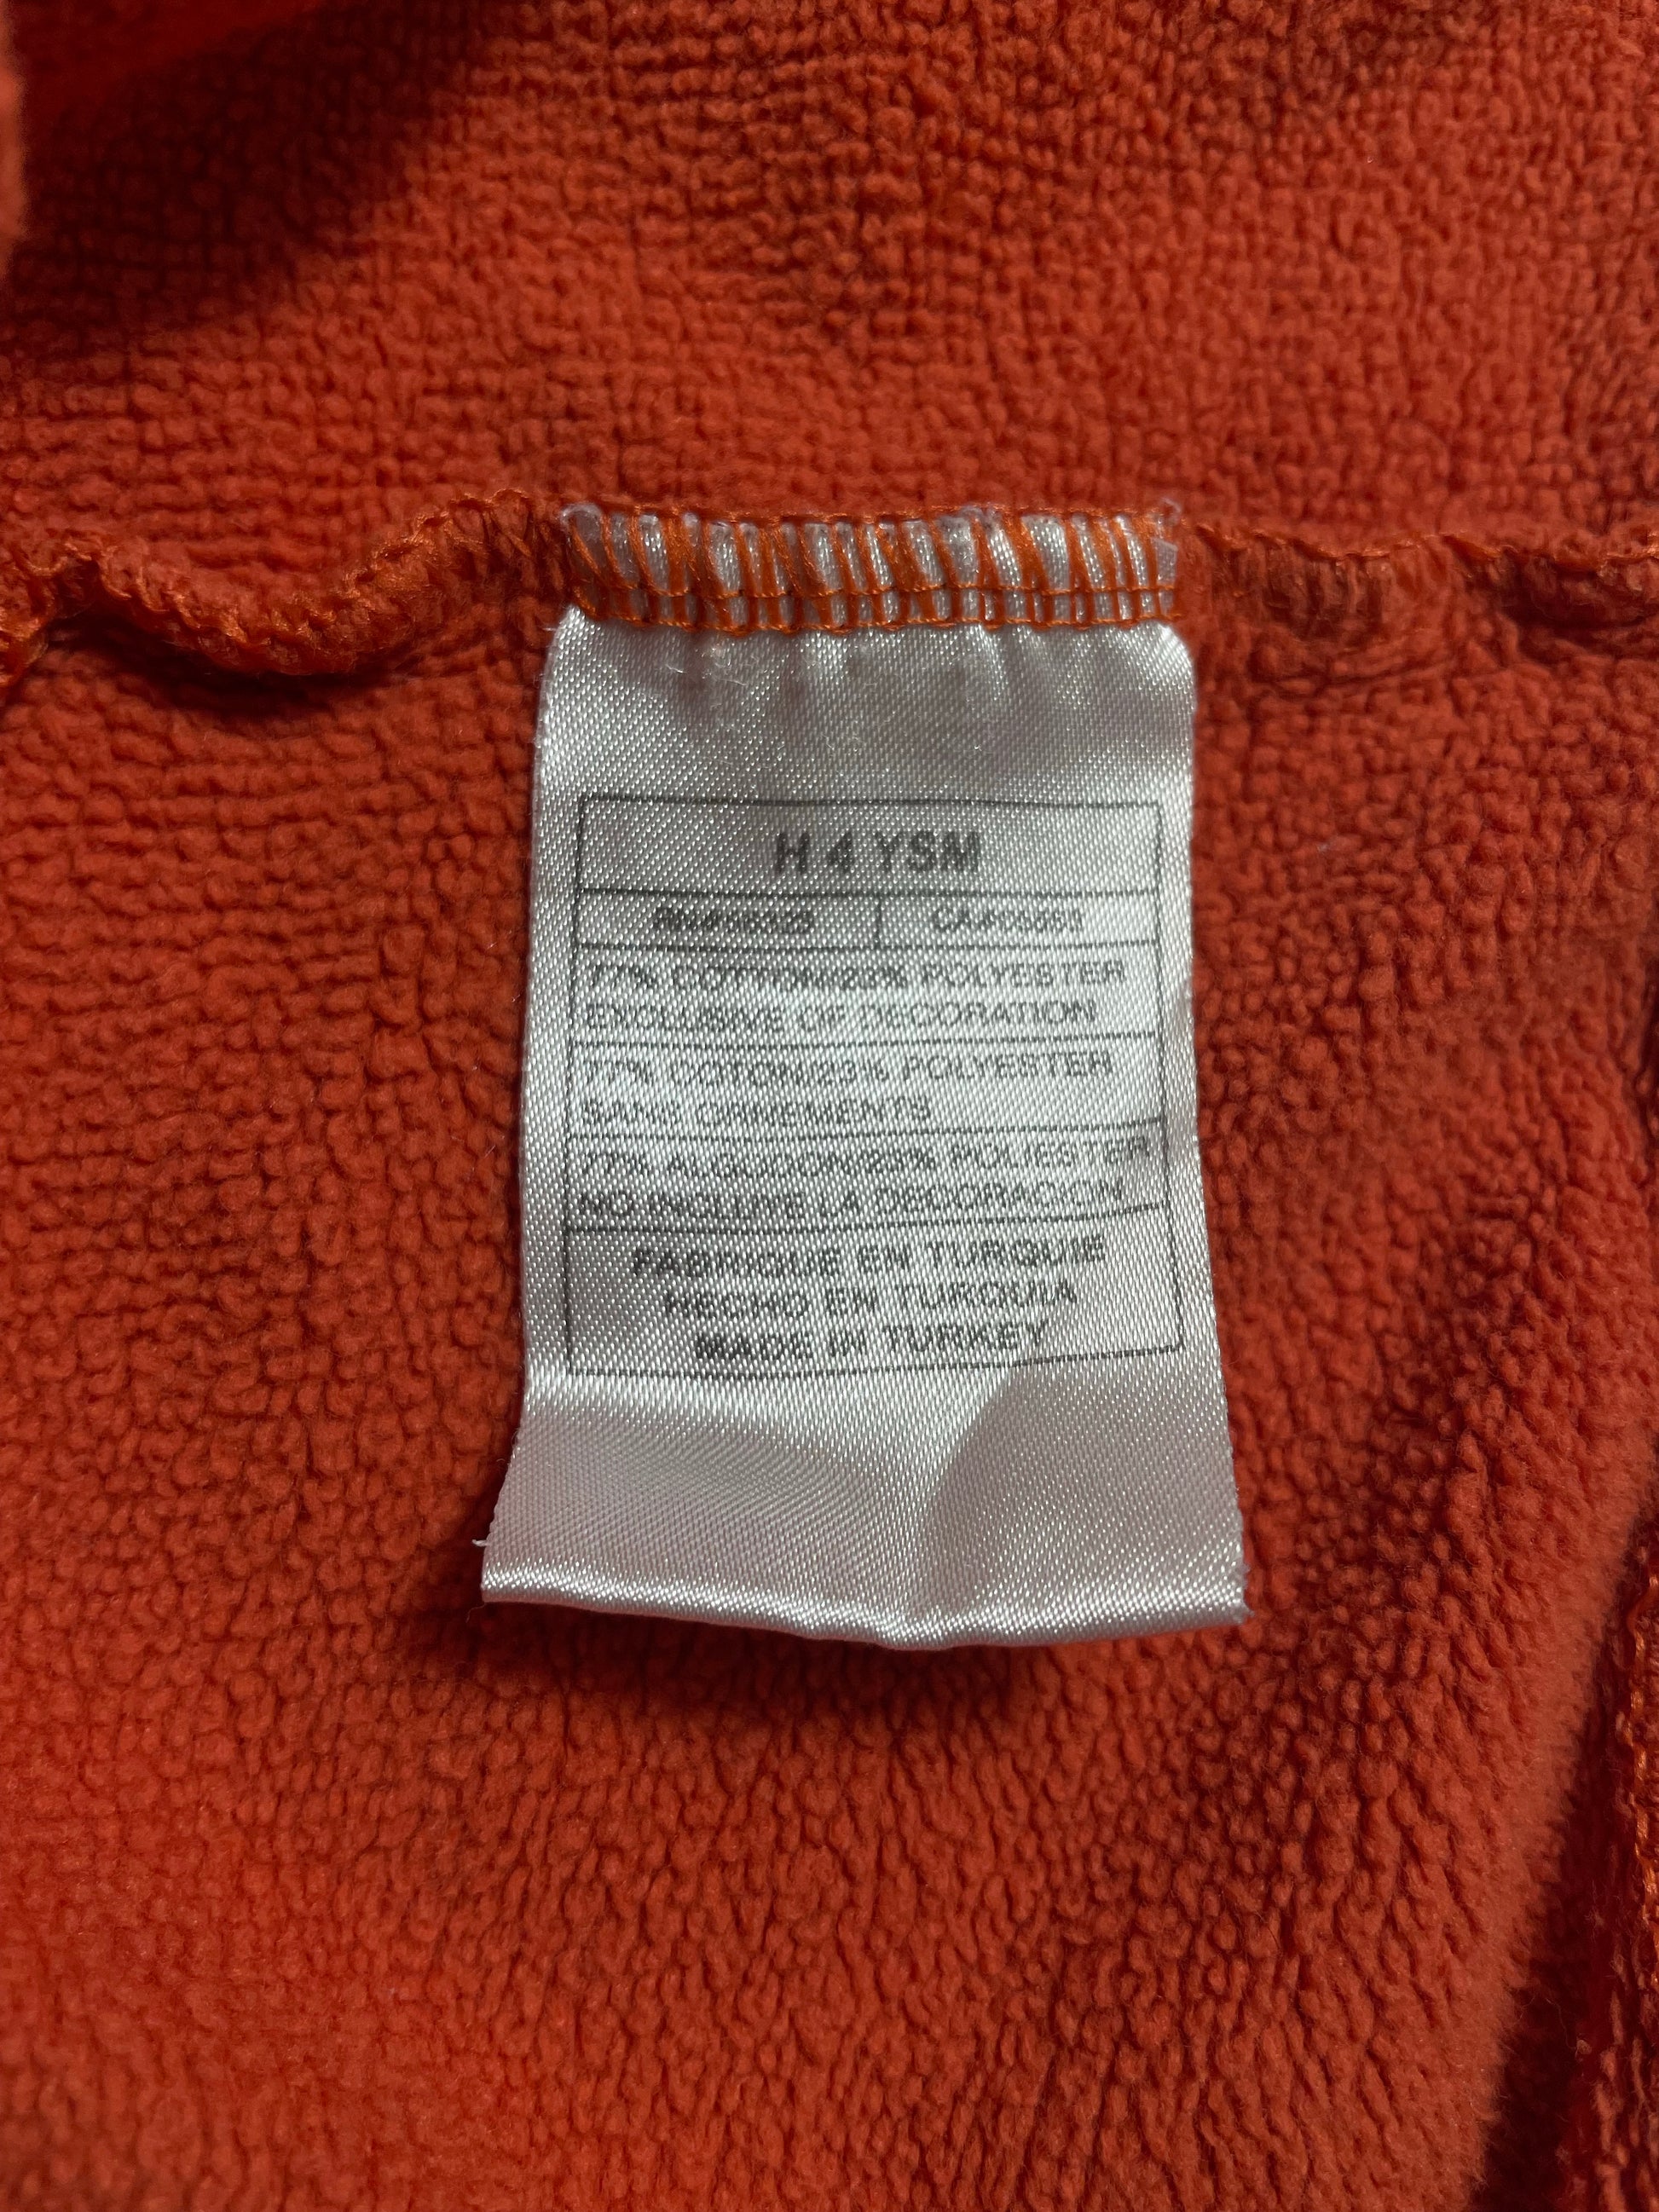 H 4 YSM
77% COTTON/23% POLYESTER
EXCLUSIVE OF DECORATION
77% COTON/23% POLYESTER
SANS ORNEMENTS
77% ALGODON/23% POLIESTER
NO INCLUYE LA DECORACION
FABRIQUE EN TURQUIE
HECHO EN TURQUIA
MADE IN TURKEY